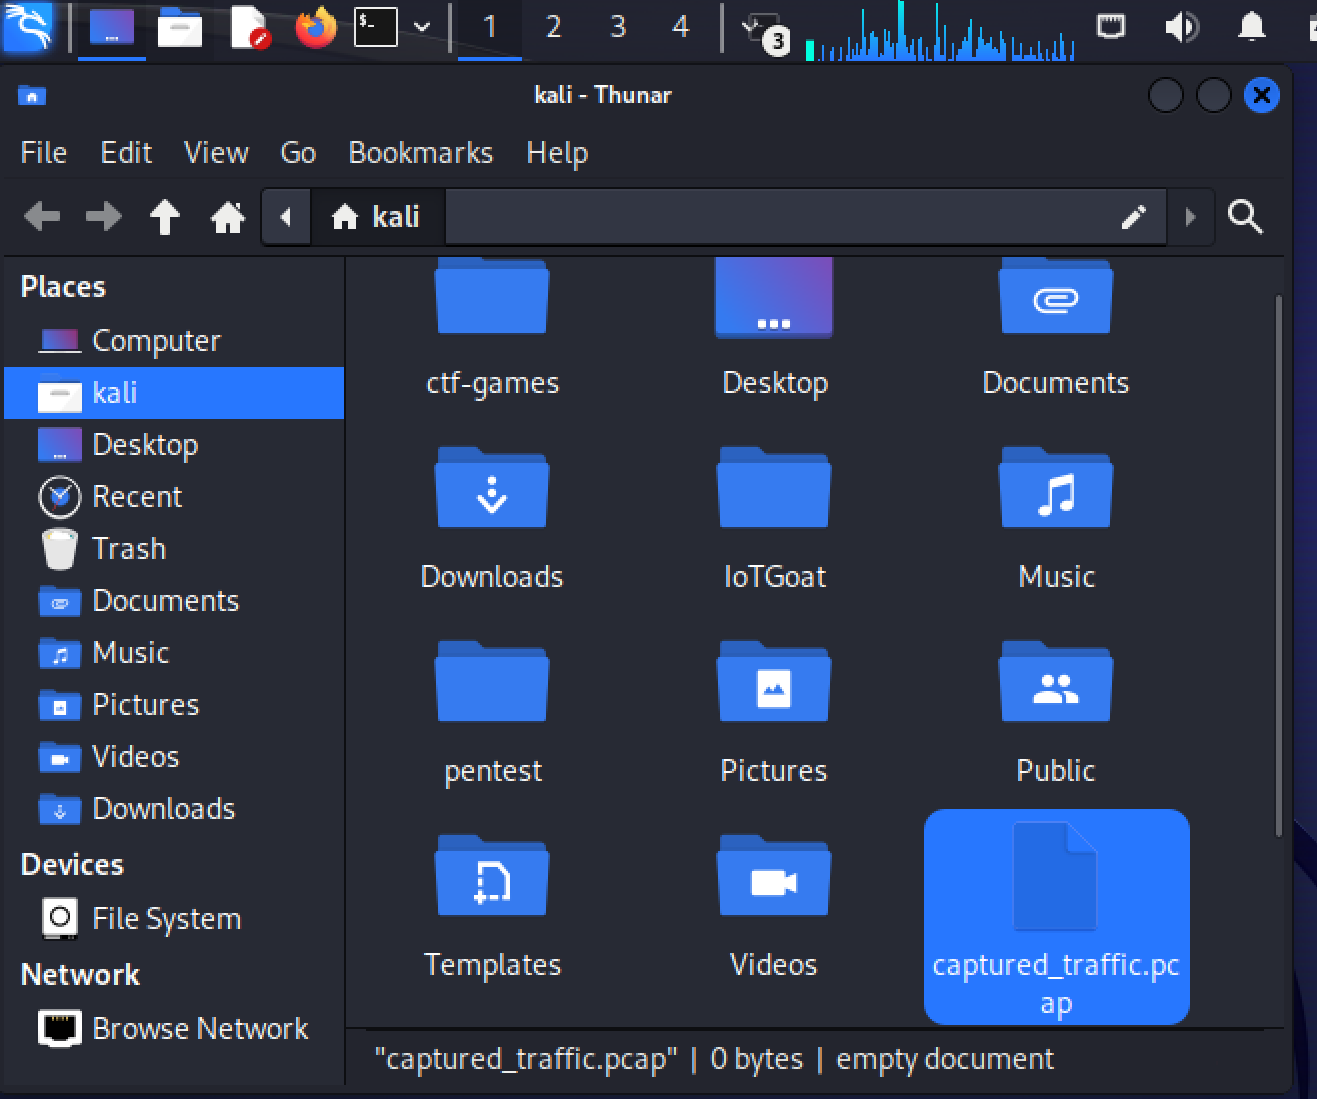 $_
1 2 3 4
3
kali - Thunar
File Edit View Go Bookmarks Help
kali
Places
Computer
kali
Desktop
Recent
Trash
Documents
Music
Pictures
Videos
Downloads
Devices
File System
Network
Browse Network
ctf-games Desktop Documents
Downloads IoTGoat Music
pentest Pictures Public
Templates Videos captured_traffic.pc
ap
"captured_traffic.pcap" | 0 bytes | empty document